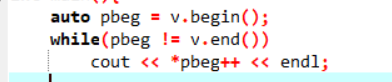 auto pbeg = v.begin();
while(pbeg != v.end())
cout << *pbeg++ << endl;